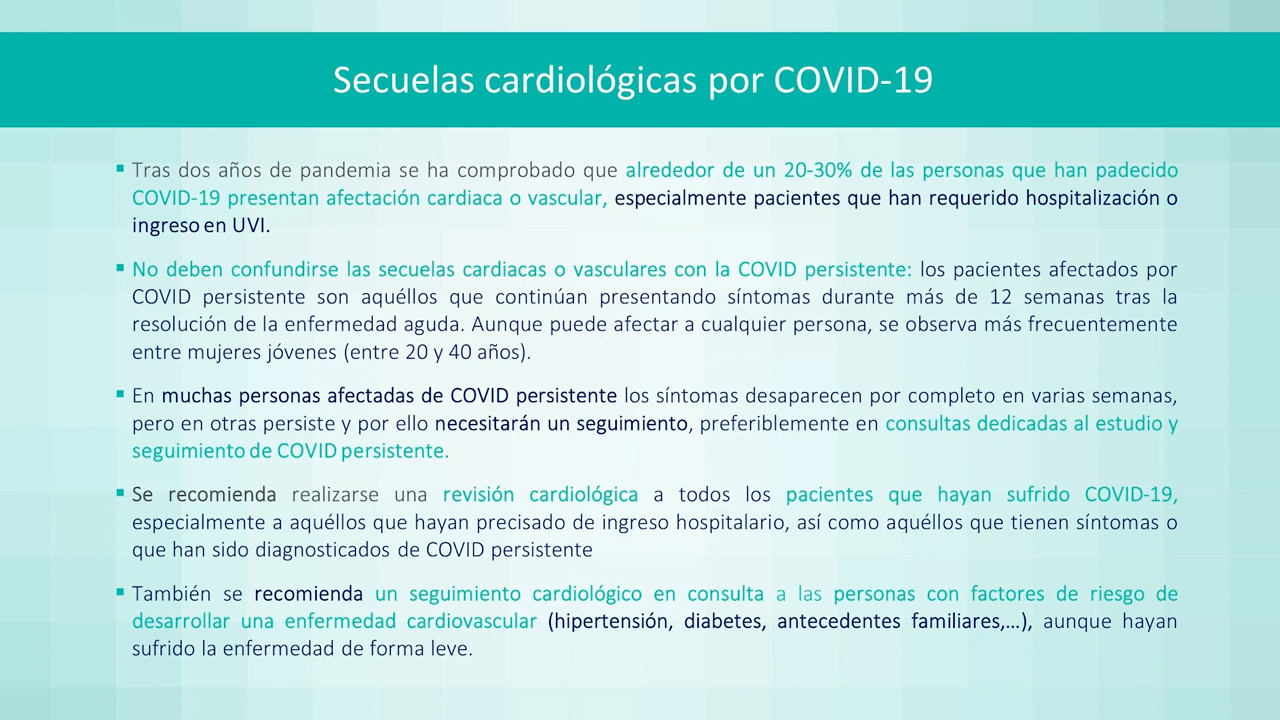 Secuelas cardiológicas por COVID-19
▪ Tras dos años de pandemia se ha comprobado que alrededor de un 20-30% de las personas que han padecido
COVID-19 presentan afectación cardiaca o vascular, especialmente pacientes que han requerido hospitalización o
ingreso en UVI.
▪ No deben confundirse las secuelas cardiacas o vasculares con la COVID persistente: los pacientes afectados por
COVID persistente son aquéllos que continúan presentando síntomas durante más de 12 semanas tras la
resolución de la enfermedad aguda. Aunque puede afectar a cualquier persona, se observa más frecuentemente
entre mujeres jóvenes (entre 20 y 40 años).
▪ En muchas personas afectadas de COVID persistente los síntomas desaparecen por completo en varias semanas,
pero en otras persiste y por ello necesitarán un seguimiento, preferiblemente en consultas dedicadas al estudio y
seguimiento de COVID persistente.
▪ Se recomienda realizarse una revisión cardiológica a todos los pacientes que hayan sufrido COVID-19,
especialmente a aquéllos que hayan precisado de ingreso hospitalario, así como aquéllos que tienen síntomas o
que han sido diagnosticados de COVID persistente
▪ También se recomienda un seguimiento cardiológico en consulta a las personas con factores de riesgo de
desarrollar una enfermedad cardiovascular (hipertensión, diabetes, antecedentes familiares,...), aunque hayan
sufrido la enfermedad de forma leve.